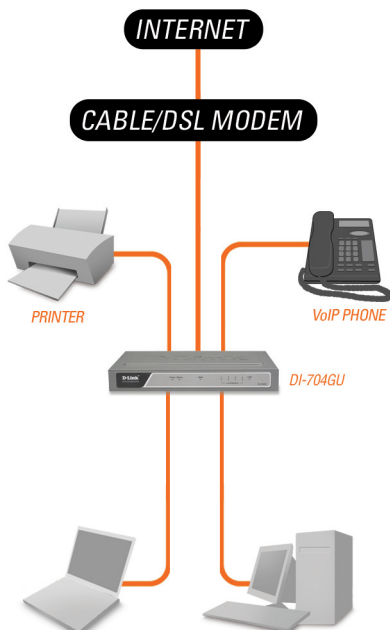 INTERNET
CABLE/DSL MODEM
PRINTER
VoIP PHONE
D-Link
DI-704GU